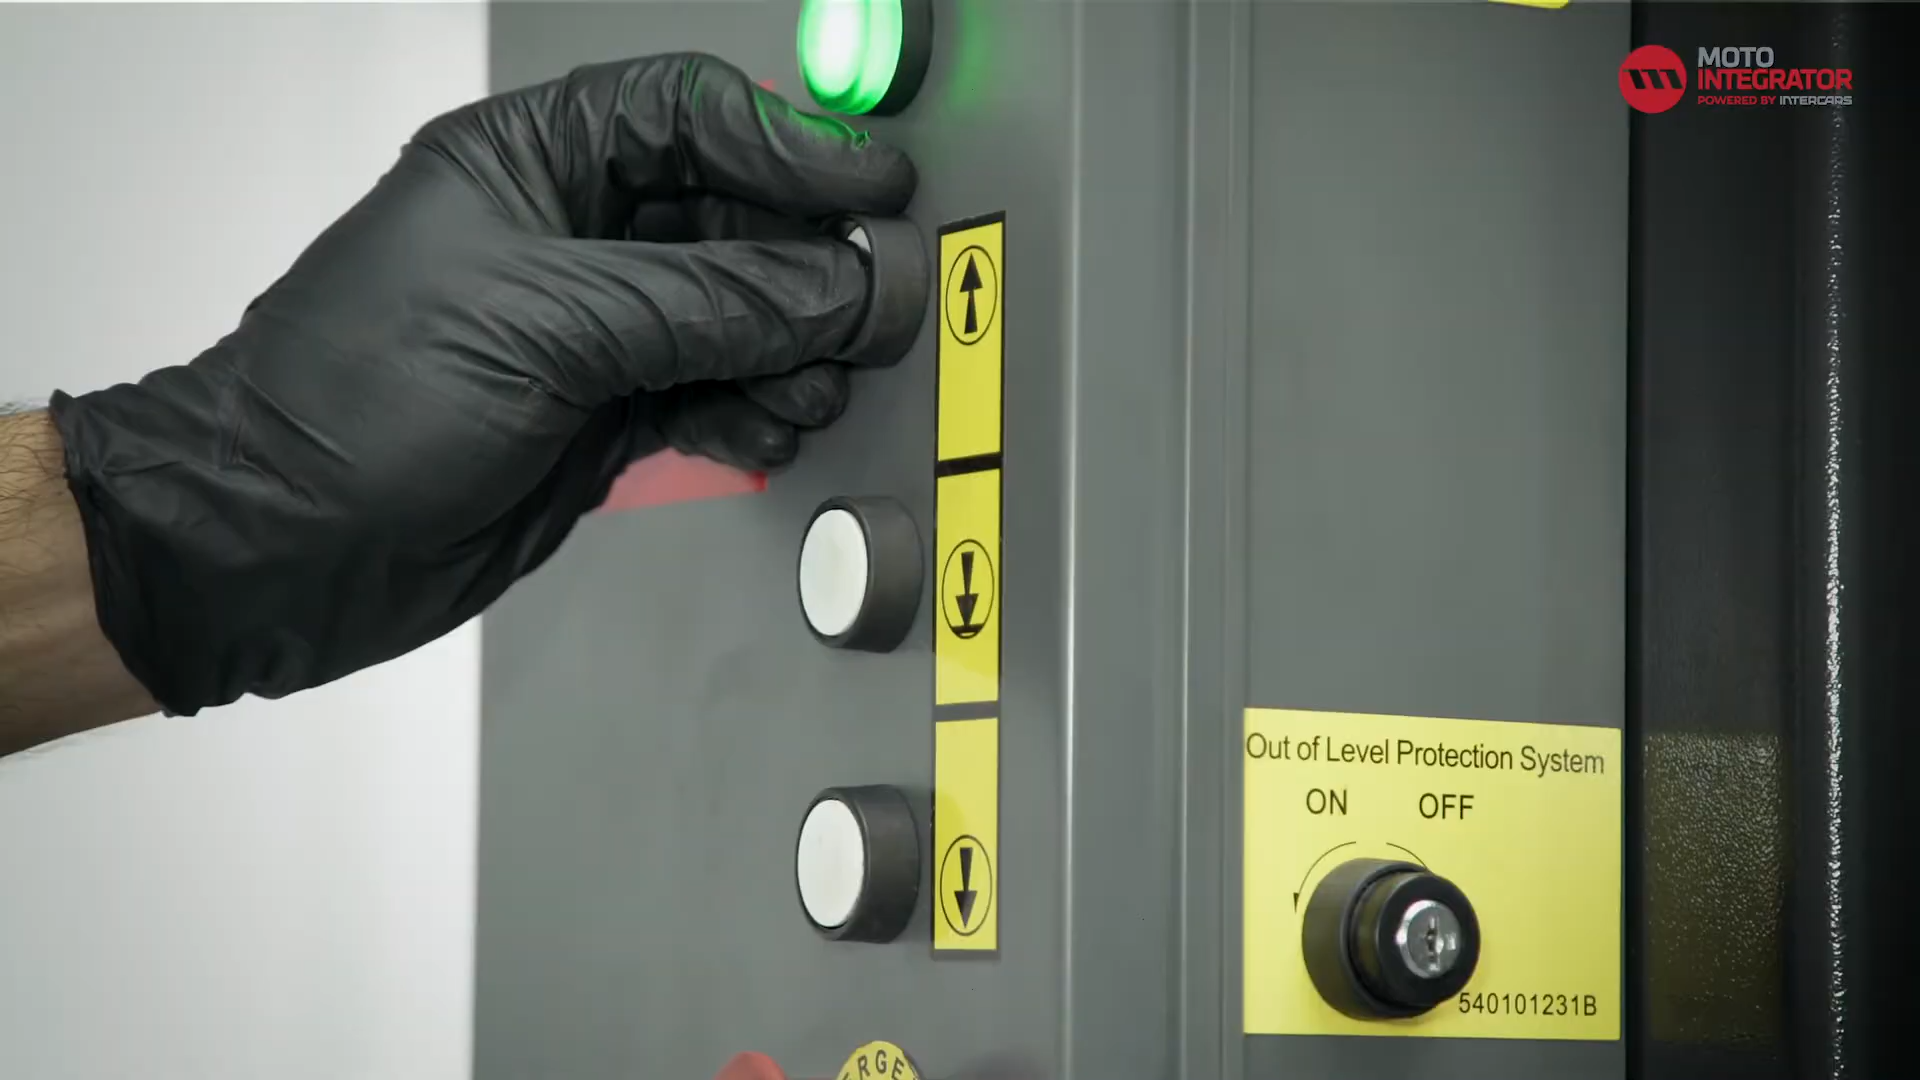 MOTO
INTEGRATOR
POWERED BY INTERCARS
Out of Level Protection System
ON OFF
540101231B